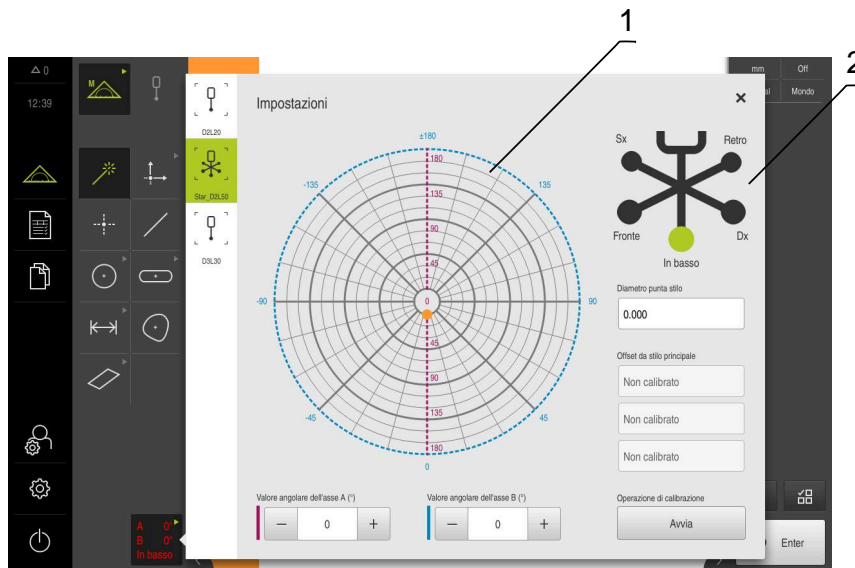 1
2
0
12:39
M
mm Off
al Mondo
Impostazioni
D2L20
Star_D2L50
D3L30
±180
180
-135
135
135
90
45
-90
0
90
45
90
-45
135
45
180
0
Sx
Retro
Fronte
Dx
In basso
Diametro punta stilo
0.000
Offset da stilo principale
Non calibrato
Non calibrato
Non calibrato
Valore angolare dell'asse A (°)
Valore angolare dell'asse B (°)
Operazione di calibrazione
− 0 +
− 0 +
Avvia
A 0°
B 0°
In basso
Enter